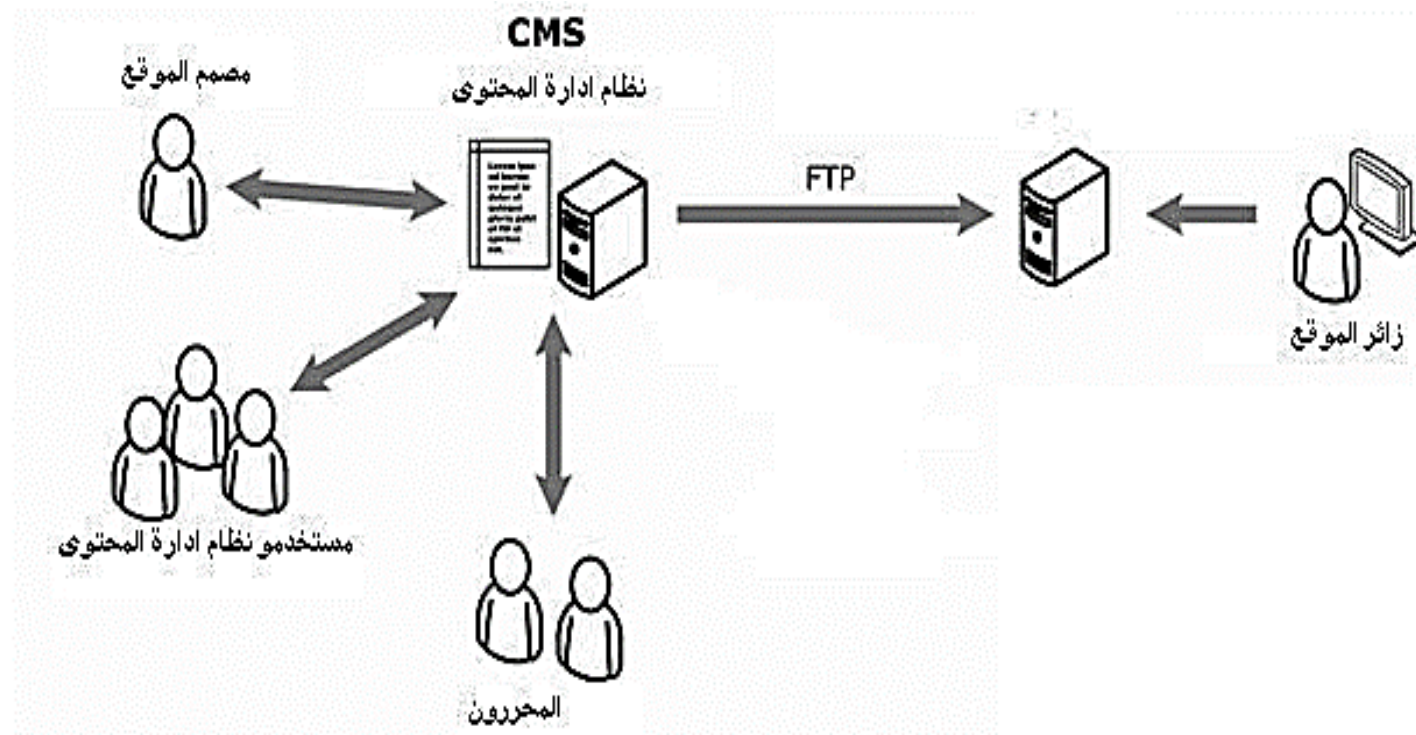 CMS
نظام ادارة المحتوى
مصمم الموقع
FTP
زائر الموقع
مستخدمو نظام ادارة المحتوى
المحررون